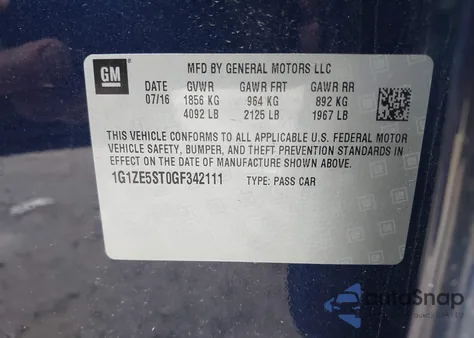 GM
MFD BY GENERAL MOTORS LLC
DATE GVWR GAWR FRT GAWR RR
07/16 1856 KG 964 KG 892 KG
4092 LB 2125 LB 1967 LB
THIS VEHICLE CONFORMS TO ALL APPLICABLE U.S. FEDERAL MOTOR
VEHICLE SAFETY, BUMPER, AND THEFT PREVENTION STANDARDS IN
EFFECT ON THE DATE OF MANUFACTURE SHOWN ABOVE.
1G1ZE5ST0GF342111 TYPE: PASS CAR
autoSnap